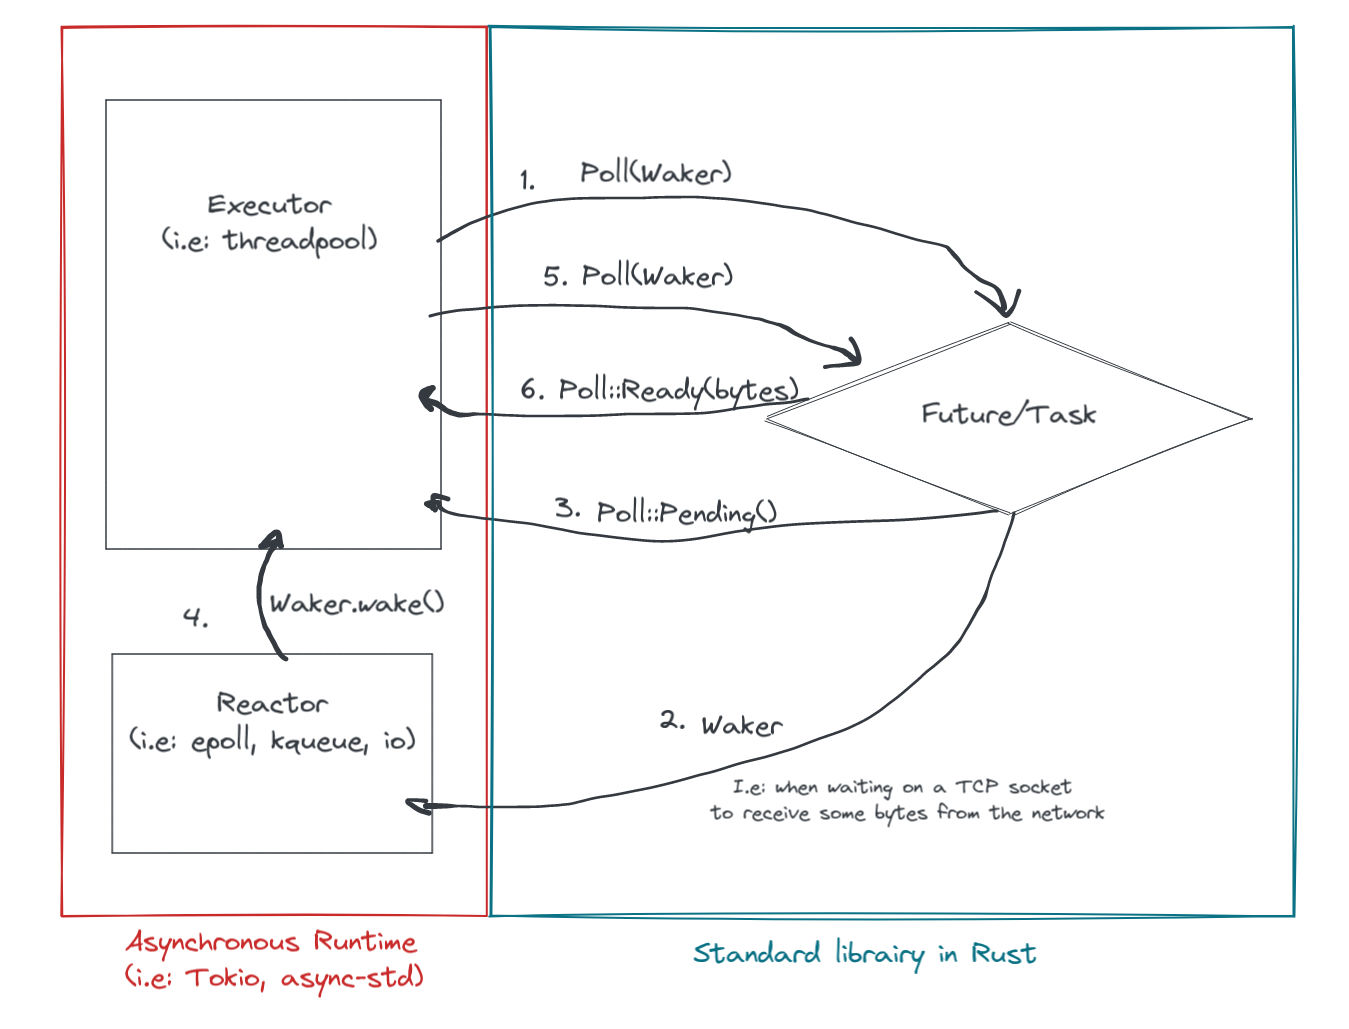 1. Poll(Waker)
Executor
(i.e: threadpool)
5. Poll(Waker)
6. Poll::Ready(bytes)
Future/Task
3. Poll::Pending()
4. Waker.wake()
Reactor
(i.e: epoll, kqueue, io)
2. Waker
I.e: when waiting on a TCP socket
to receive some bytes from the network
Asynchronous Runtime
(i.e: Tokio, async-std)
Standard librairy in Rust